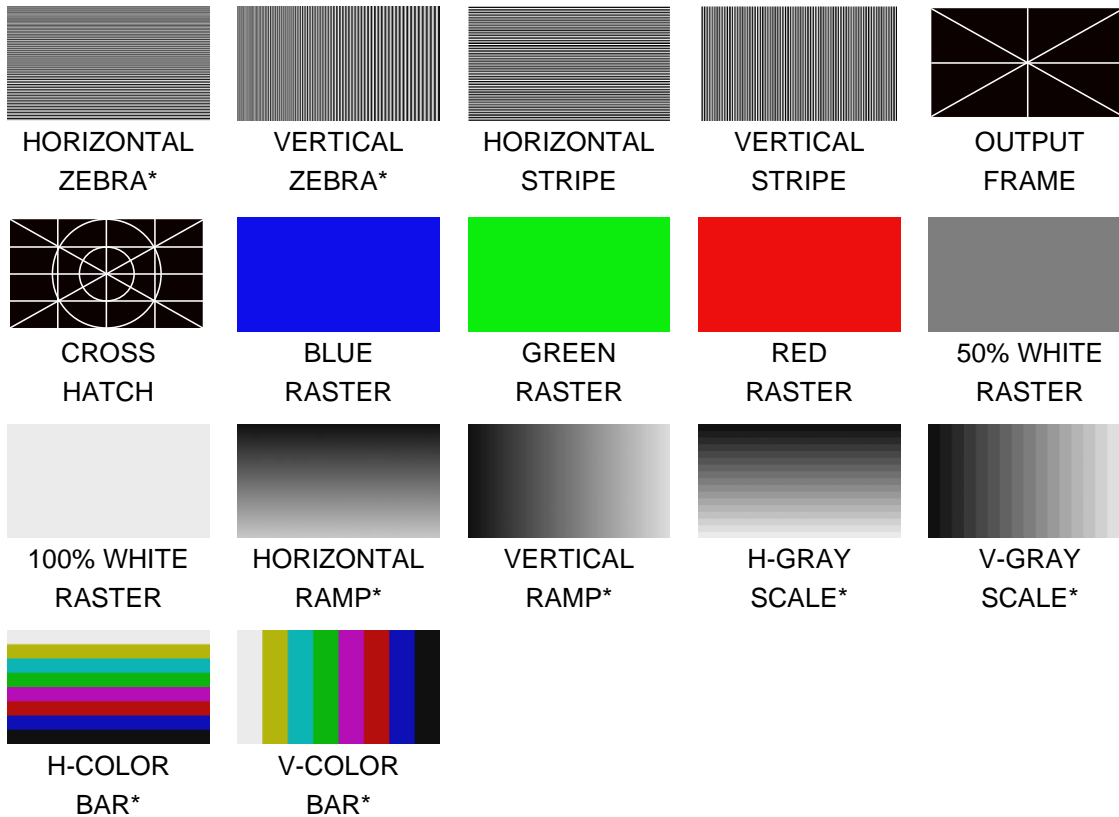 HORIZONTAL
ZEBRA*
VERTICAL
ZEBRA*
HORIZONTAL
STRIPE
VERTICAL
STRIPE
OUTPUT
FRAME
CROSS
HATCH
BLUE
RASTER
GREEN
RASTER
RED
RASTER
50% WHITE
RASTER
100% WHITE
RASTER
HORIZONTAL
RAMP*
VERTICAL
RAMP*
H-GRAY
SCALE*
V-GRAY
SCALE*
H-COLOR
BAR*
V-COLOR
BAR*